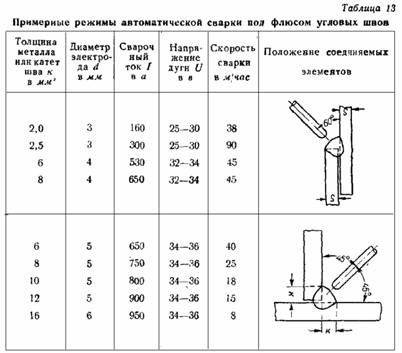 Таблица 13
Примерные режимы автоматической сварки под флюсом угловых швов
Толщина металла или катет шва к в мм² | Диаметр электрода d в мм | Сварочный ток I в а | Напряжение дуги U в в | Скорость сварки в м/час | Положение соединяемых элементов
2,0 3 160 25—30 38
2,5 3 300 25—30 90
6 4 530 32—34 45
8 4 650 32—34 45
60° S
S
6 5 650 34—36 40
8 5 750 34—36 25
10 5 800 34—36 18
12 5 900 34—36 15
16 6 950 34—36 8
45°
45°
к
к